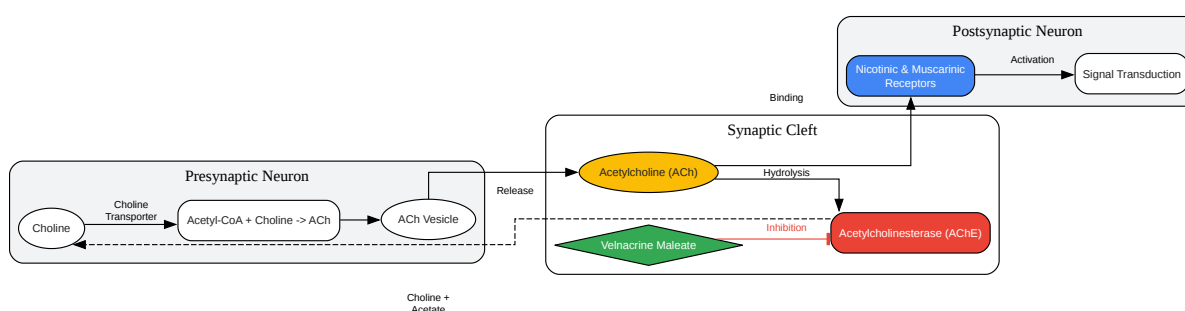 Postsynaptic Neuron
Nicotinic & Muscarinic
Receptors
Activation
Signal Transduction
Binding
Synaptic Cleft
Acetylcholine (ACh)
Hydrolysis
Presynaptic Neuron
Release
Choline
Transporter
Choline
Acetyl-CoA + Choline -> ACh
ACh Vesicle
Inhibition
Velnacrine Maleate
Acetylcholinesterase (AChE)
Choline +
Acetate